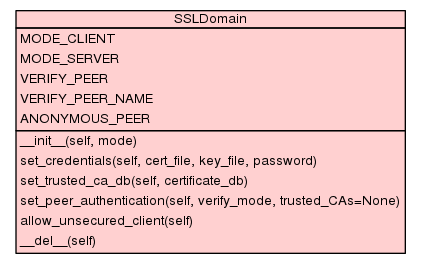 SSLDomain
MODE_CLIENT
MODE_SERVER
VERIFY_PEER
VERIFY_PEER_NAME
ANONYMOUS_PEER
__init__(self, mode)
set_credentials(self, cert_file, key_file, password)
set_trusted_ca_db(self, certificate_db)
set_peer_authentication(self, verify_mode, trusted_CAs=None)
allow_unsecured_client(self)
__del__(self)